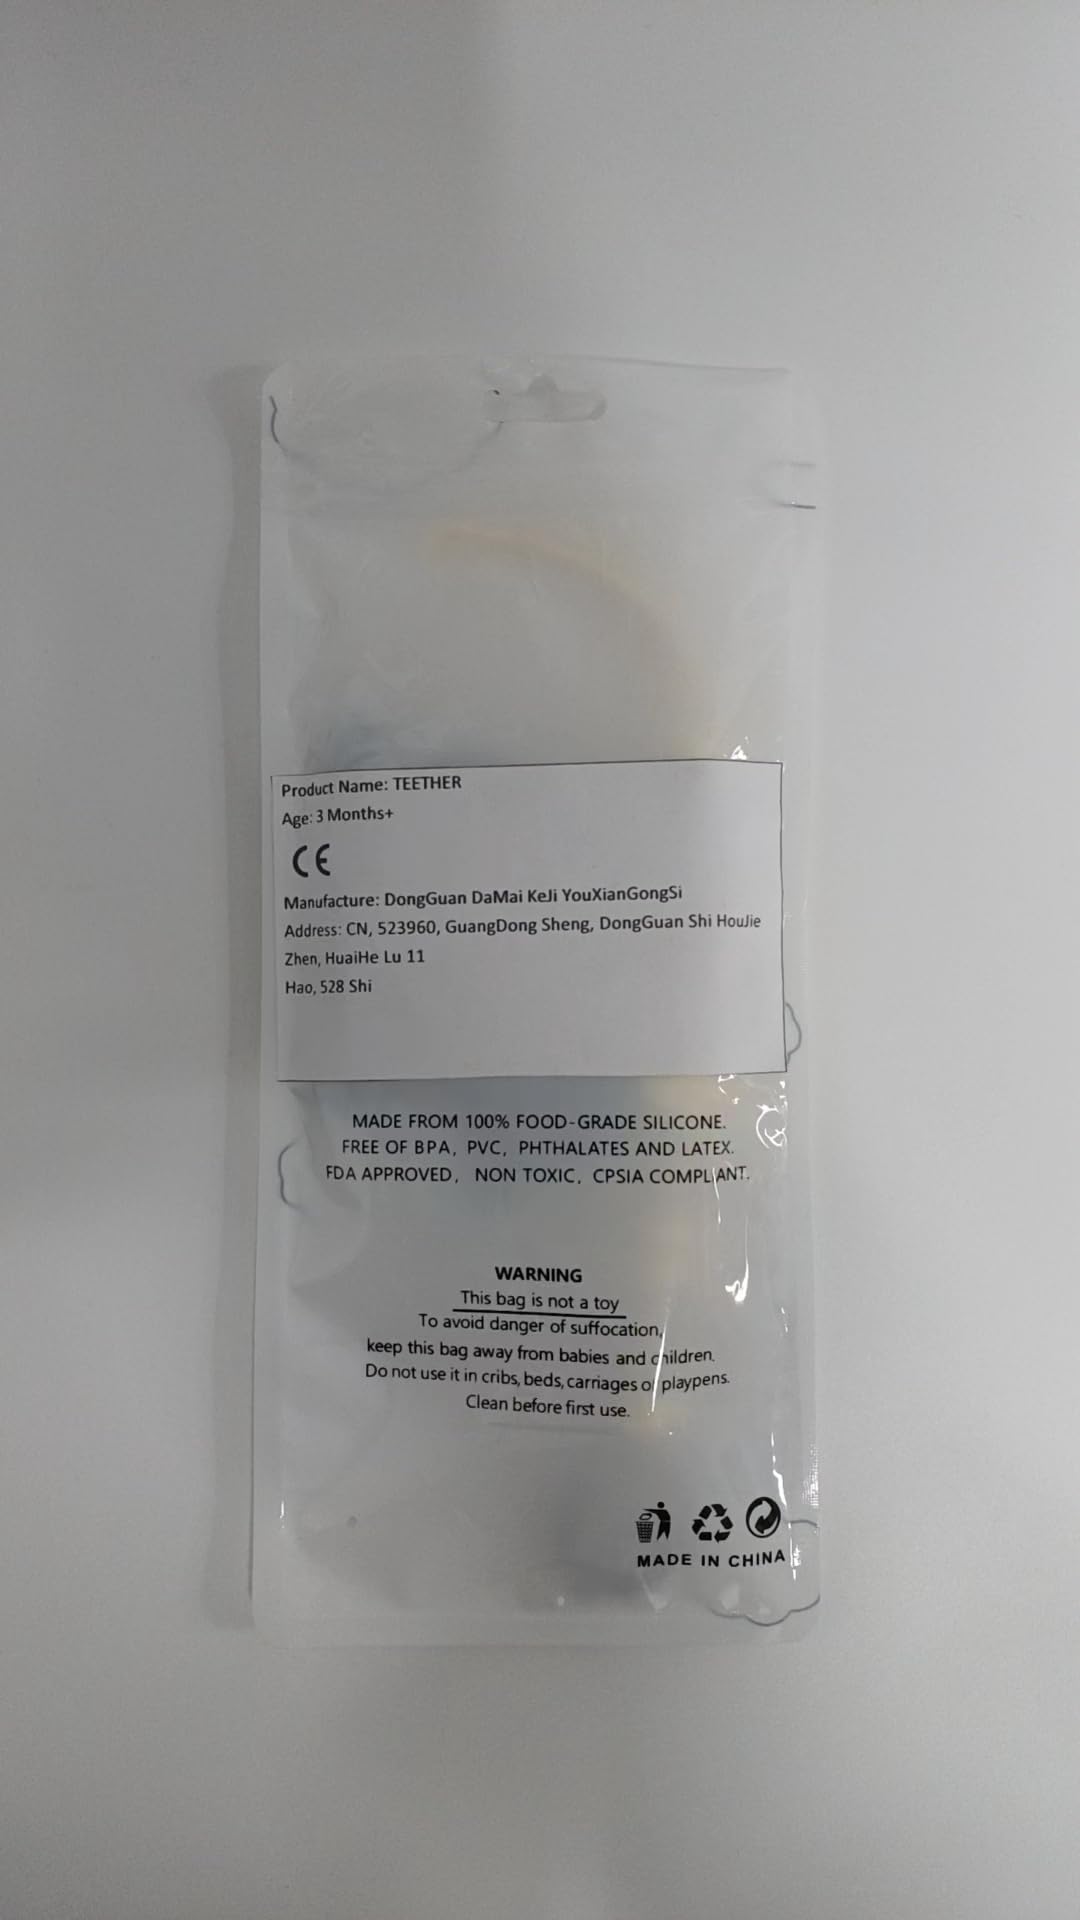 Product Name: TEETHER
Age: 3 Months+
CE
Manufacture: DongGuan DaMai KeJi YouXianGongSi
Address: CN, 523960, GuangDong Sheng, DongGuan Shi HouJie
Zhen, HuaiHe Lu 11
Hao, 528 Shi
MADE FROM 100% FOOD-GRADE SILICONE.
FREE OF BPA, PVC, PHTHALATES AND LATEX.
FDA APPROVED, NON TOXIC, CPSIA COMPLIANT.
WARNING
This bag is not a toy
To avoid danger of suffocation,
keep this bag away from babies and children.
Do not use it in cribs, beds, carriages or playpens.
Clean before first use.
MADE IN CHINA